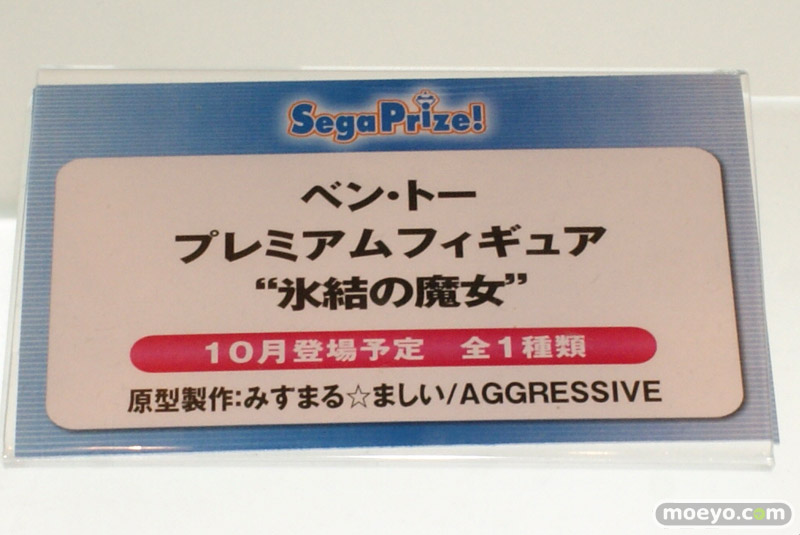 SegaPrize!
ベン・トー
プレミアムフィギュア
“氷結の魔女”
10月登場予定　全1種類
原型製作:みすまる☆ましい/AGGRESSIVE
moeyo.com